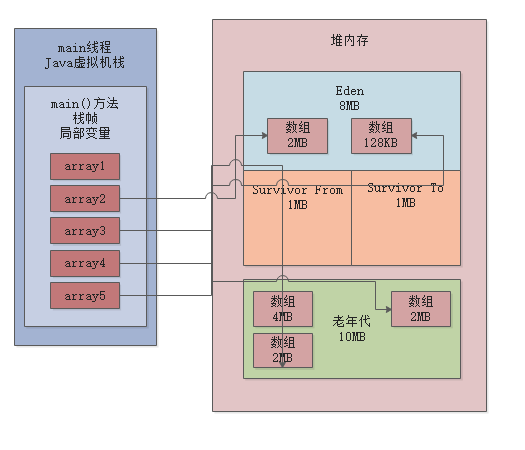 main线程
Java虚拟机栈
main()方法
栈帧
局部变量
array1
array2
array3
array4
array5
堆内存
Eden
8MB
数组
2MB
数组
128KB
Survivor From
1MB
Survivor To
1MB
数组
4MB
数组
2MB
老年代
10MB
数组
2MB